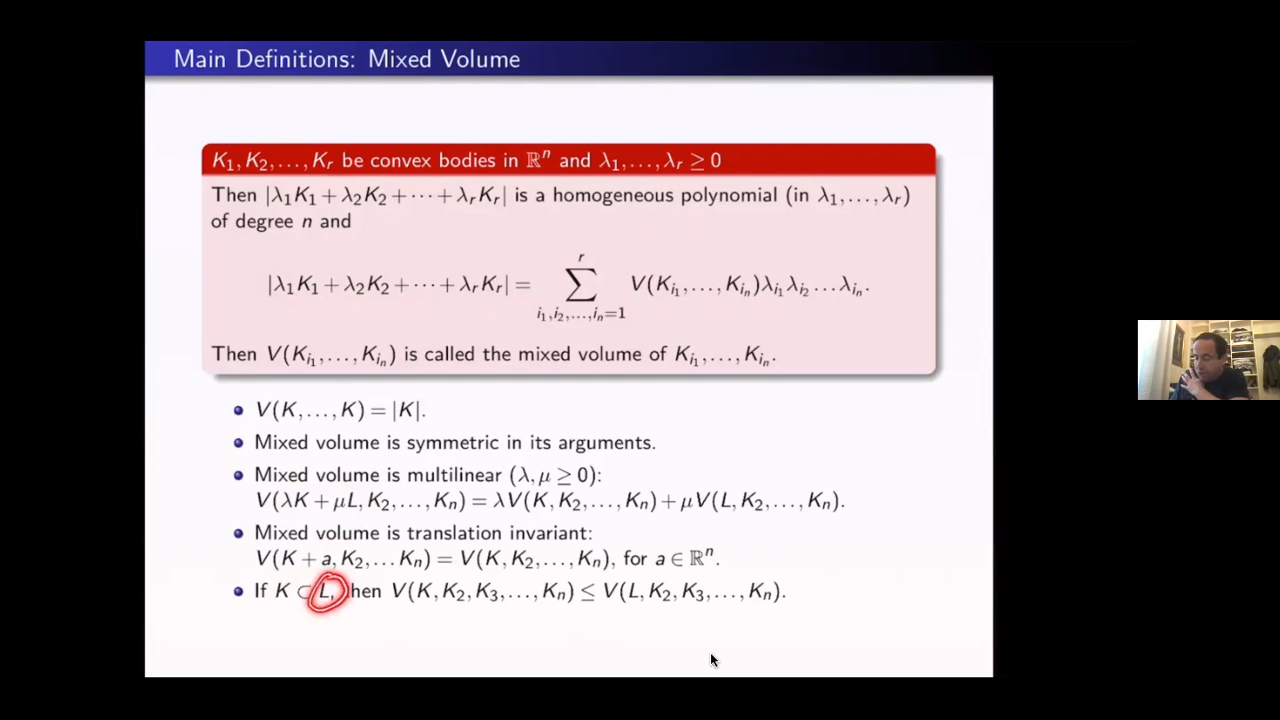 Main Definitions: Mixed Volume
K₁, K₂, ..., Kᵣ be convex bodies in ℝⁿ and λ₁, ..., λᵣ ≥ 0
Then |λ₁K₁ + λ₂K₂ + ··· + λᵣKᵣ| is a homogeneous polynomial (in λ₁, ..., λᵣ)
of degree n and
|λ₁K₁ + λ₂K₂ + ··· + λᵣKᵣ| = ∑_{i₁,i₂,...,iₙ=1}^{r} V(K_{i₁}, ..., K_{iₙ})λ_{i₁}λ_{i₂}...λ_{iₙ}.
Then V(K_{i₁}, ..., K_{iₙ}) is called the mixed volume of K_{i₁}, ..., K_{iₙ}.
• V(K, ..., K) = |K|.
• Mixed volume is symmetric in its arguments.
• Mixed volume is multilinear (λ, μ ≥ 0):
V(λK + μL, K₂, ..., Kₙ) = λV(K, K₂, ..., Kₙ) + μV(L, K₂, ..., Kₙ).
• Mixed volume is translation invariant:
V(K + a, K₂, ... Kₙ) = V(K, K₂, ..., Kₙ), for a ∈ ℝⁿ.
• If K ⊂ L, then V(K, K₂, K₃, ..., Kₙ) ≤ V(L, K₂, K₃, ..., Kₙ).